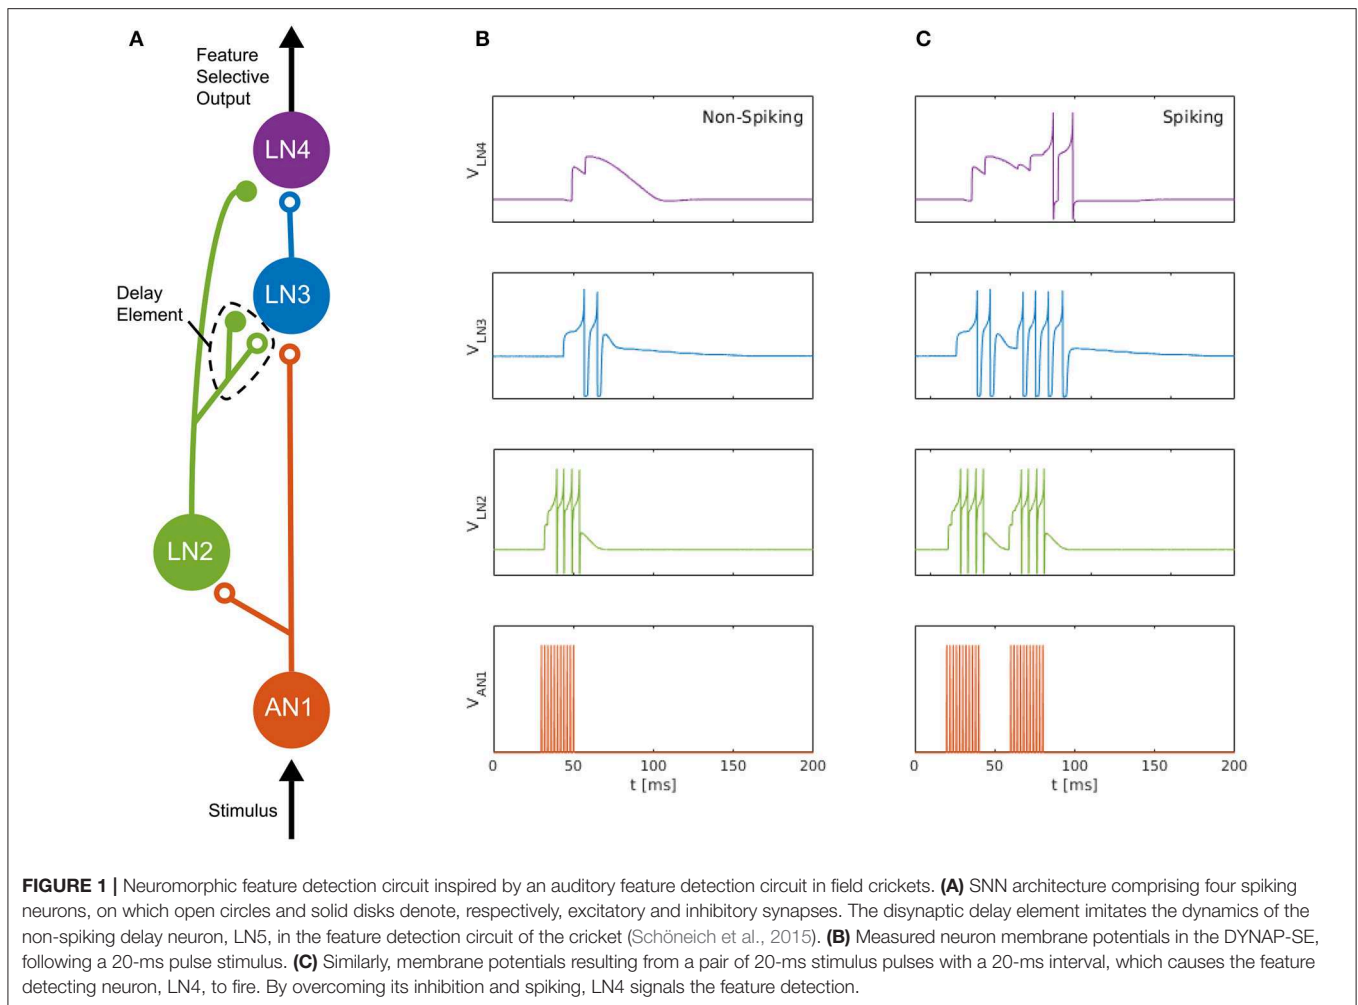 A
B
C
Feature
Selective
Output
LN4
LN3
Delay
Element
LN2
AN1
Stimulus
Non-Spiking
V_LN4
V_LN3
V_LN2
V_AN1
0 50 100 150 200
t [ms]
Spiking
0 50 100 150 200
t [ms]
FIGURE 1 | Neuromorphic feature detection circuit inspired by an auditory feature detection circuit in field crickets. (A) SNN architecture comprising four spiking
neurons, on which open circles and solid disks denote, respectively, excitatory and inhibitory synapses. The disynaptic delay element imitates the dynamics of the
non-spiking delay neuron, LN5, in the feature detection circuit of the cricket (Schöneich et al., 2015). (B) Measured neuron membrane potentials in the DYNAP-SE,
following a 20-ms pulse stimulus. (C) Similarly, membrane potentials resulting from a pair of 20-ms stimulus pulses with a 20-ms interval, which causes the feature
detecting neuron, LN4, to fire. By overcoming its inhibition and spiking, LN4 signals the feature detection.